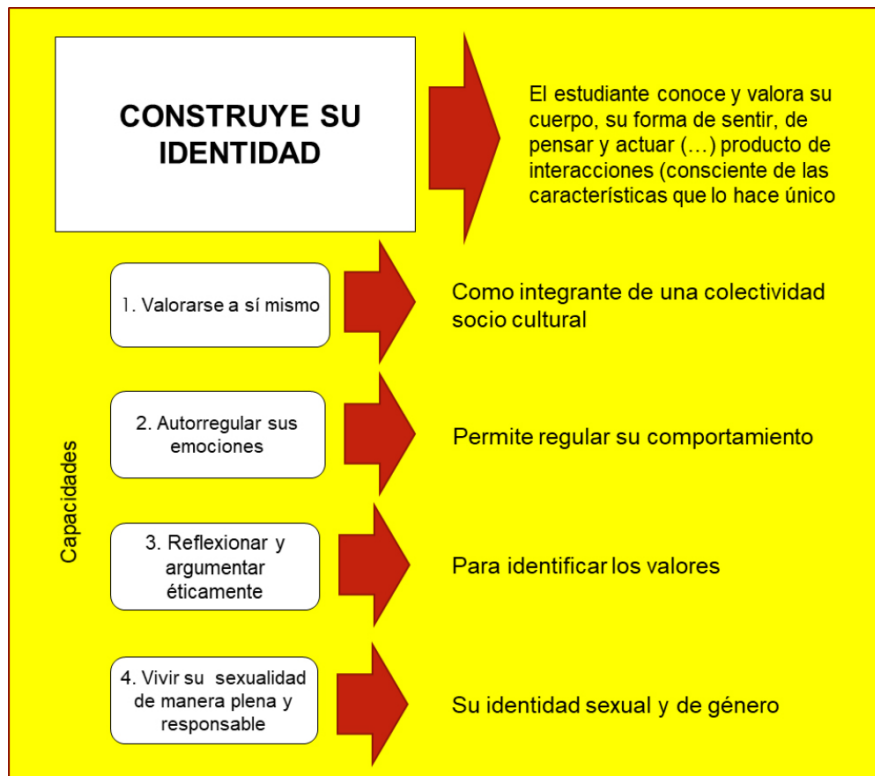 CONSTRUYE SU
IDENTIDAD
El estudiante conoce y valora su
cuerpo, su forma de sentir, de
pensar y actuar (…) producto de
interacciones (consciente de las
características que lo hace único
Capacidades
1. Valorarse a sí mismo
Como integrante de una colectividad
socio cultural
2. Autorregular sus
emociones
Permite regular su comportamiento
3. Reflexionar y
argumentar
éticamente
Para identificar los valores
4. Vivir su sexualidad
de manera plena y
responsable
Su identidad sexual y de género